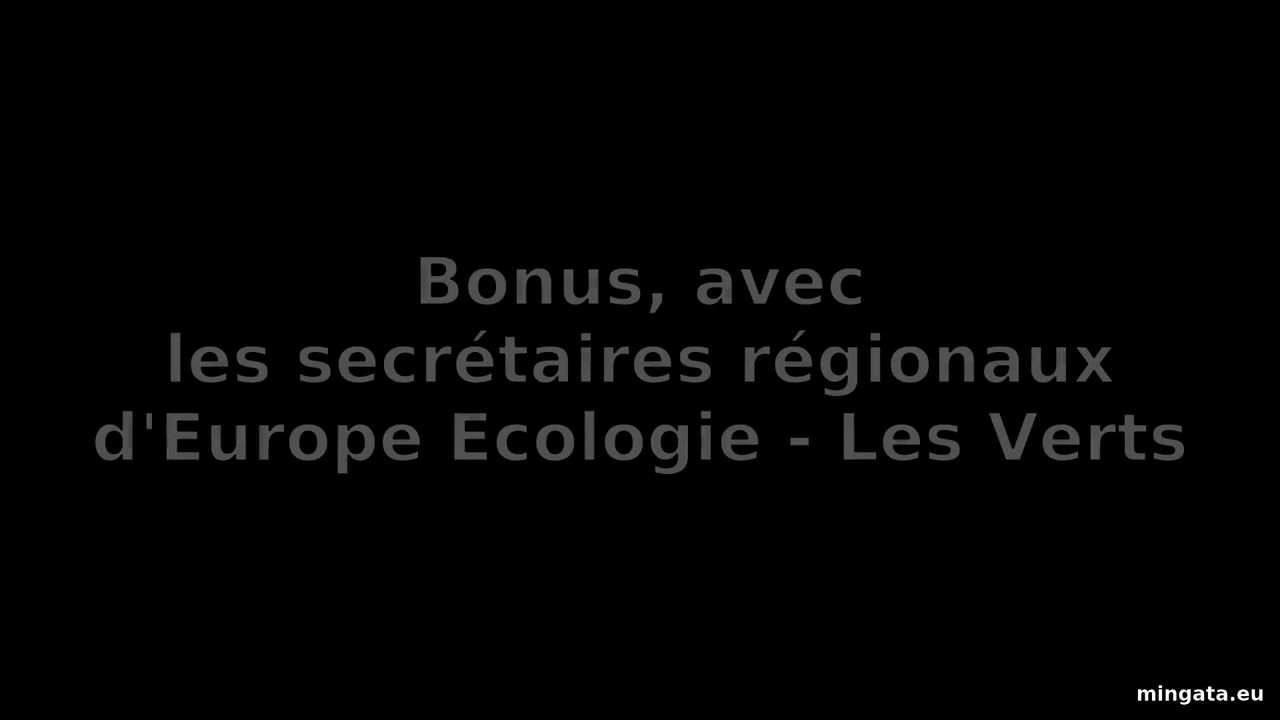 Bonus, avec
les secrétaires régionaux
d'Europe Ecologie - Les Verts
mingata.eu